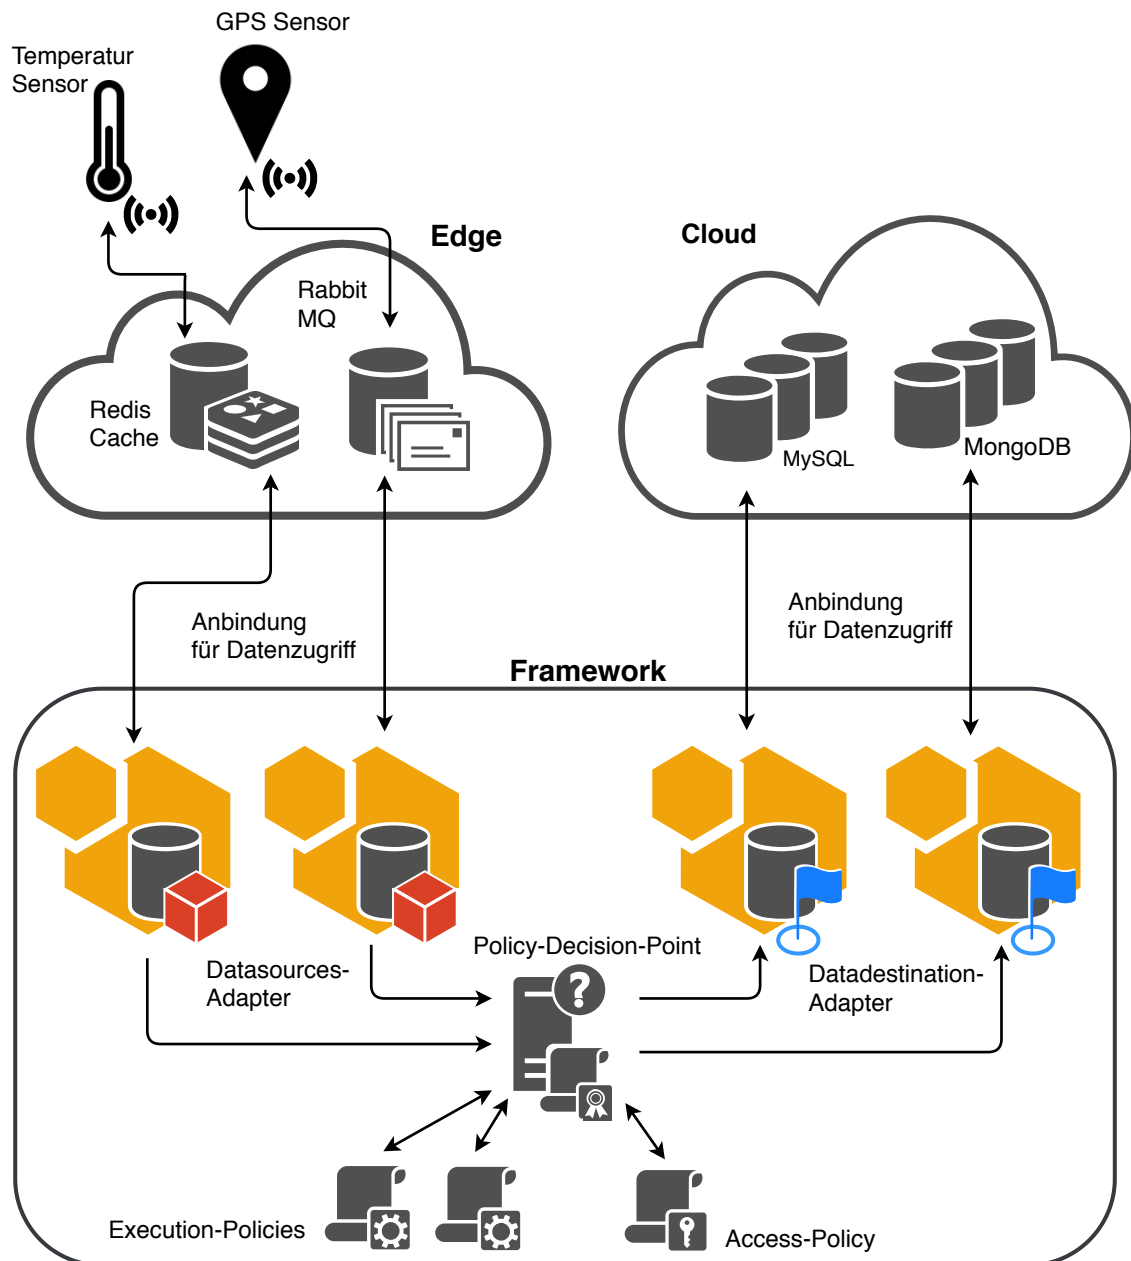 GPS Sensor
Temperatur
Sensor
Edge
Cloud
Rabbit
MQ
Redis
Cache
MySQL
MongoDB
Anbindung
für Datenzugriff
Anbindung
für Datenzugriff
Framework
Policy-Decision-Point
Datasources-
Adapter
Datadestination-
Adapter
?
Execution-Policies
Access-Policy